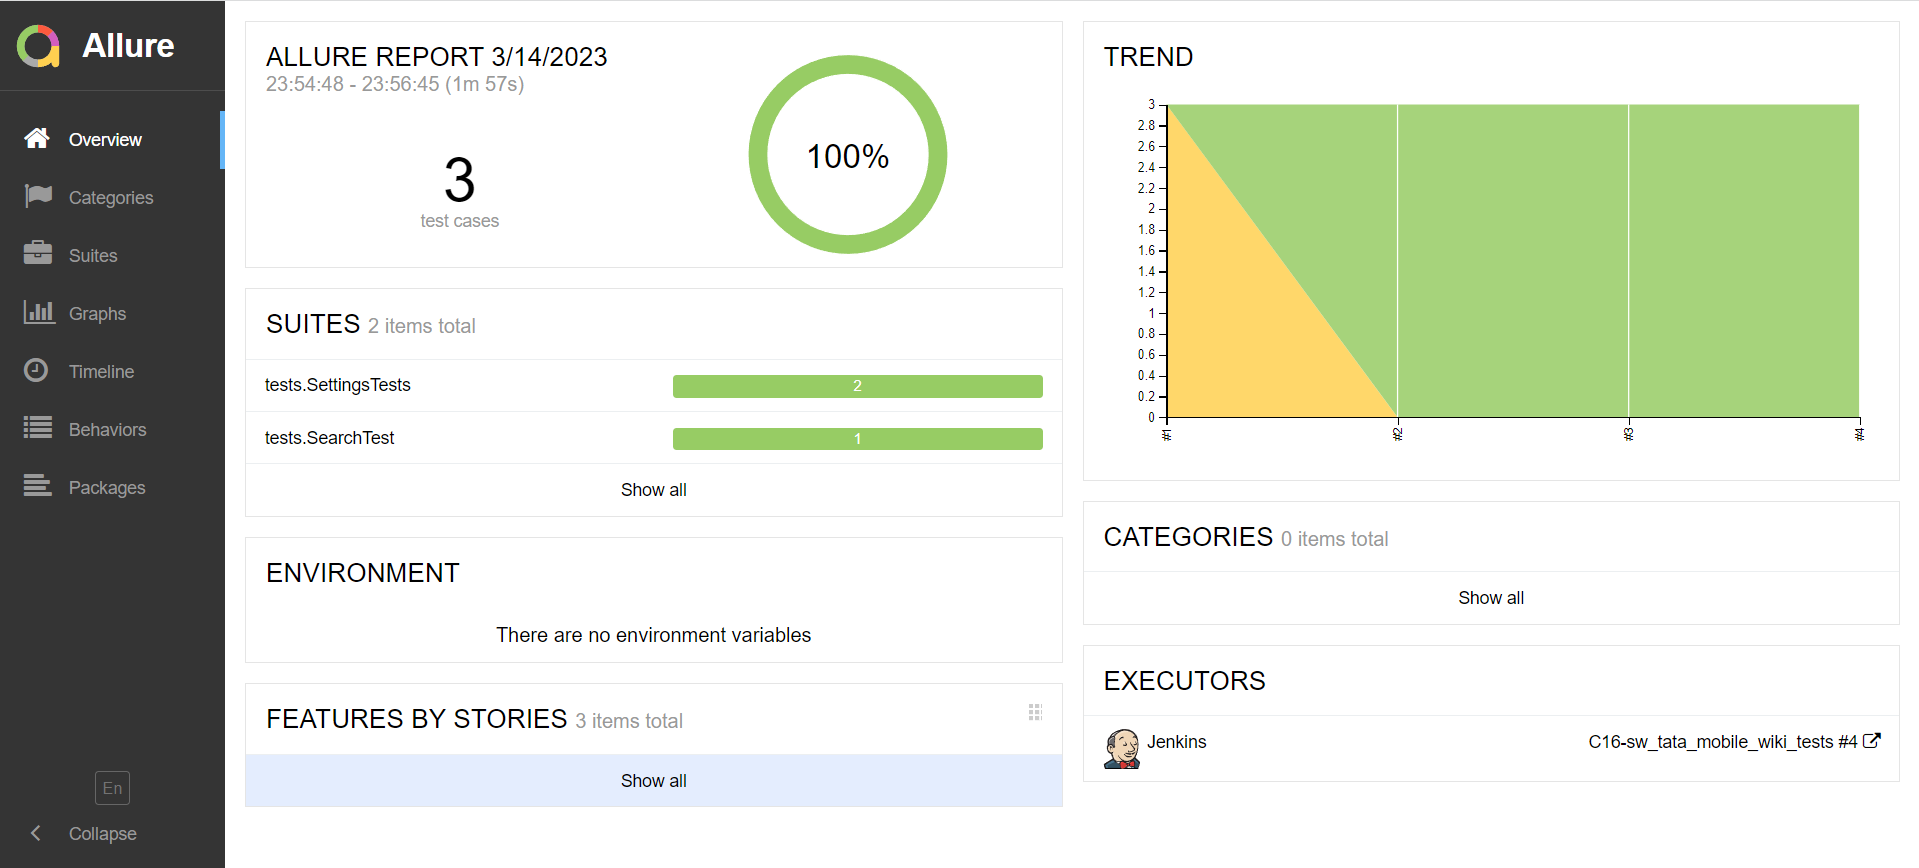 Allure
Overview
Categories
Suites
Graphs
Timeline
Behaviors
Packages
En
Collapse
ALLURE REPORT 3/14/2023
23:54:48 - 23:56:45 (1m 57s)
3
test cases
100%
SUITES 2 items total
tests.SettingsTests 2
tests.SearchTest 1
Show all
ENVIRONMENT
There are no environment variables
FEATURES BY STORIES 3 items total
Show all
TREND
3
2.8
2.6
2.4
2.2
2
1.8
1.6
1.4
1.2
1
0.8
0.6
0.4
0.2
0
#1 #2 #3 #4
CATEGORIES 0 items total
Show all
EXECUTORS
Jenkins C16-sw_tata_mobile_wiki_tests #4